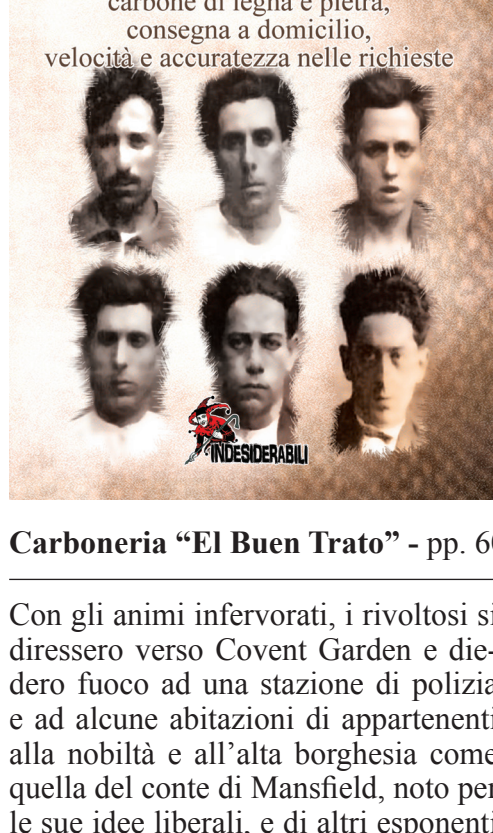 carbone di legna e pietra,
consegna a domicilio,
velocità e accuratezza nelle richieste
INDESIDERABILI
Carboneria “El Buen Trato” - pp. 60
Con gli animi infervorati, i rivoltosi si
diressero verso Covent Garden e die-
dero fuoco ad una stazione di polizia
e ad alcune abitazioni di appartenenti
alla nobiltà e all’alta borghesia come
quella del conte di Mansfield, noto per
le sue idee liberali, e di altri esponenti